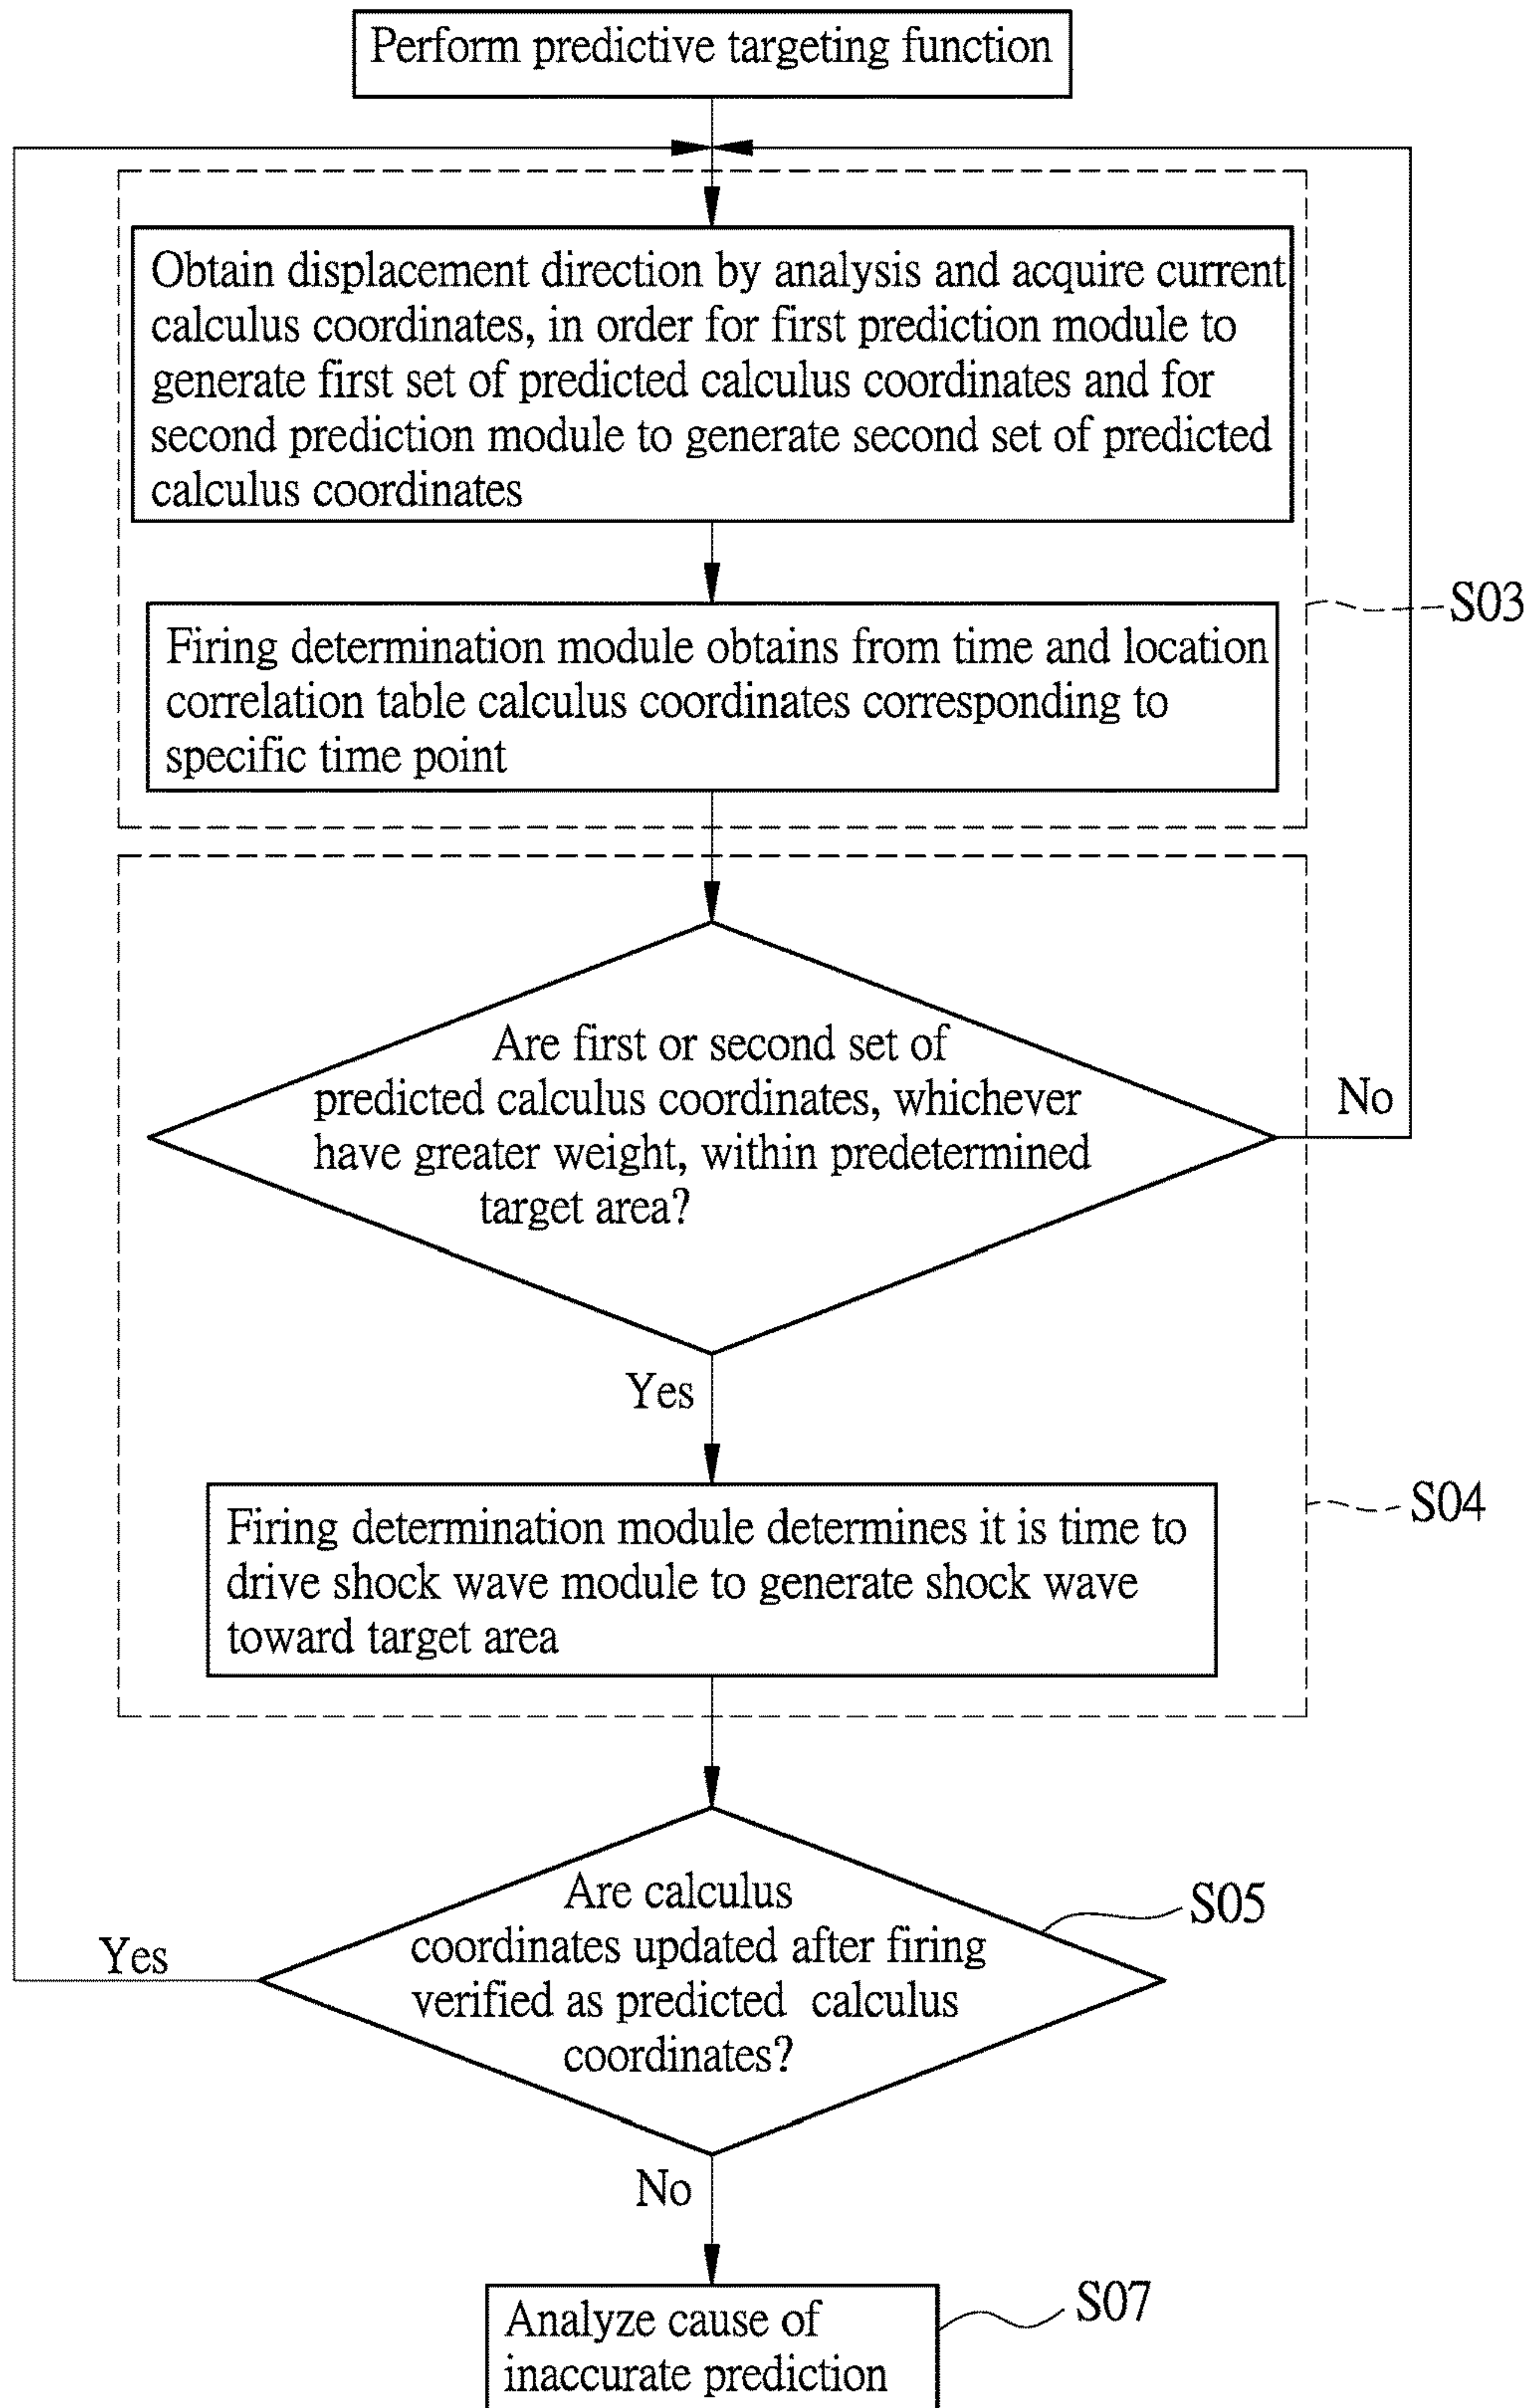 Perform predictive targeting function
Obtain displacement direction by analysis and acquire current
calculus coordinates, in order for first prediction module to
generate first set of predicted calculus coordinates and for
second prediction module to generate second set of predicted
calculus coordinates
S03
Firing determination module obtains from time and location
correlation table calculus coordinates corresponding to
specific time point
Are first or second set of
predicted calculus coordinates, whichever
have greater weight, within predetermined
target area?
No
Yes
S04
Firing determination module determines it is time to
drive shock wave module to generate shock wave
toward target area
Are calculus
coordinates updated after firing
verified as predicted calculus
coordinates?
S05
Yes
No
S07
Analyze cause of
inaccurate prediction